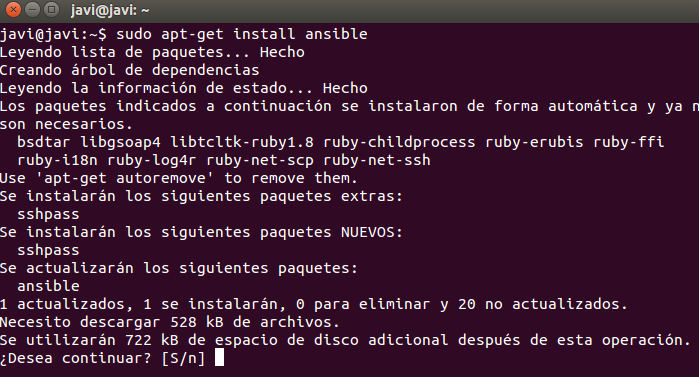 javi@javi: ~
javi@javi:~$ sudo apt-get install ansible
Leyendo lista de paquetes... Hecho
Creando árbol de dependencias
Leyendo la información de estado... Hecho
Los paquetes indicados a continuación se instalaron de forma automática y ya n
son necesarios.
  bsdtar libgsoap4 libtcltk-ruby1.8 ruby-childprocess ruby-erubis ruby-ffi
  ruby-i18n ruby-log4r ruby-net-scp ruby-net-ssh
Use 'apt-get autoremove' to remove them.
Se instalarán los siguientes paquetes extras:
  sshpass
Se instalarán los siguientes paquetes NUEVOS:
  sshpass
Se actualizarán los siguientes paquetes:
  ansible
1 actualizados, 1 se instalarán, 0 para eliminar y 20 no actualizados.
Necesito descargar 528 kB de archivos.
Se utilizarán 722 kB de espacio de disco adicional después de esta operación.
¿Desea continuar? [S/n]